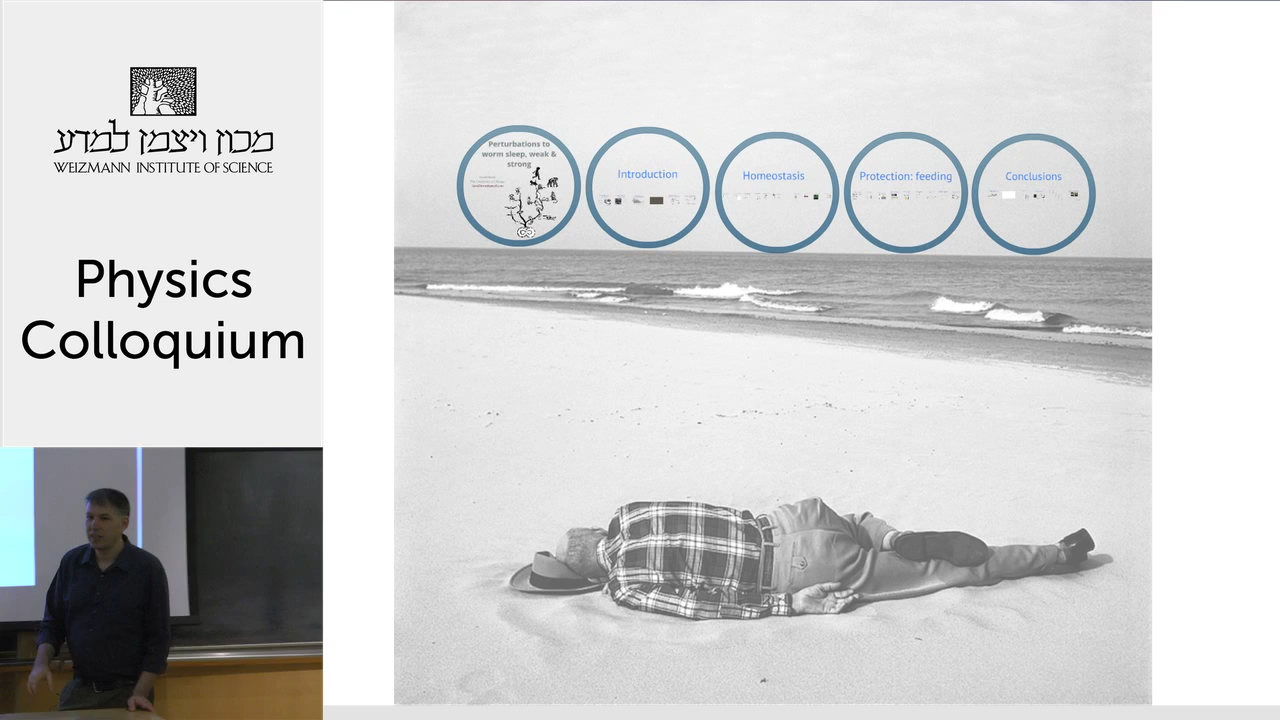 מכון ויצמן למדע
WEIZMANN INSTITUTE OF SCIENCE
Physics
Colloquium
Perturbations to
worm sleep, weak &
strong
Introduction
Homeostasis
Protection: feeding
Conclusions